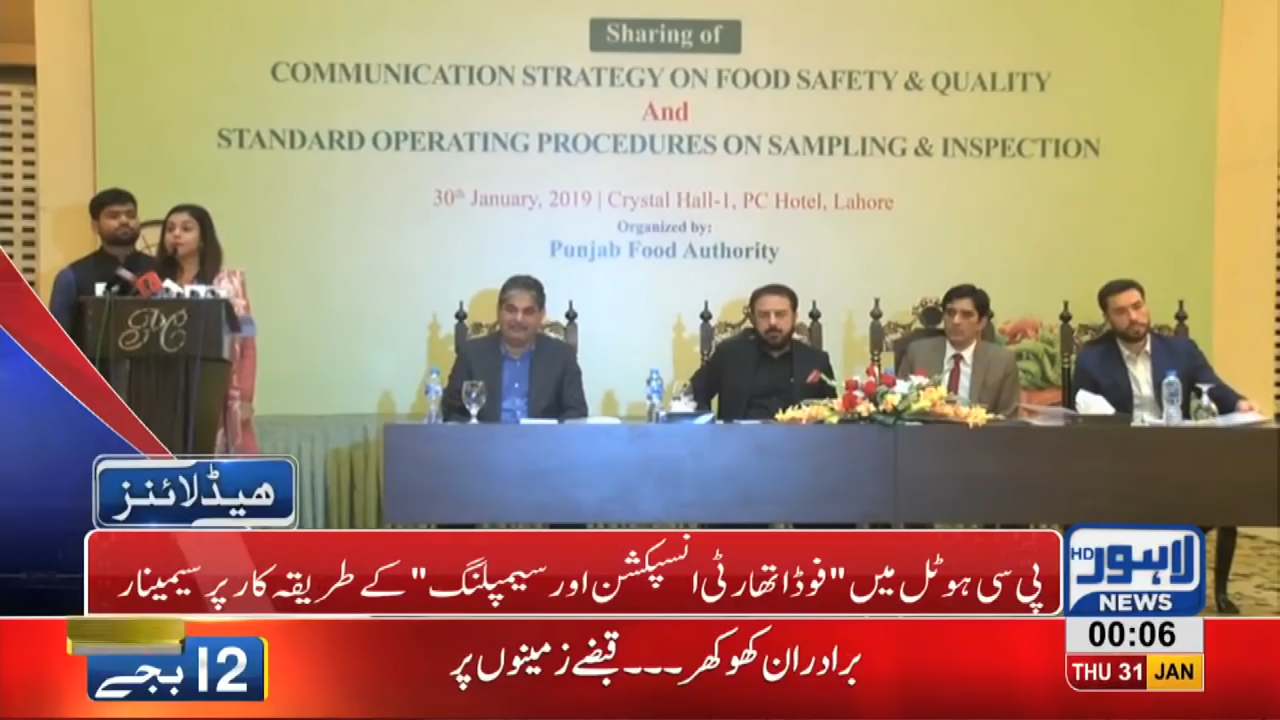 Sharing of
COMMUNICATION STRATEGY ON FOOD SAFETY & QUALITY
And
STANDARD OPERATING PROCEDURES ON SAMPLING & INSPECTION
30th January, 2019 | Crystal Hall-1, PC Hotel, Lahore
Organized by:
Punjab Food Authority
PC
ھیڈلائنز
پی سی ہوٹل میں "فوڈ اتھارٹی انسپکشن اور سیمپلنگ" کے طریقہ کار پر سیمینار
HD لاہور
NEWS
00:06
THU 31 JAN
برادران کھوکھر ۔۔۔ قبضے زمینوں پر
12 بجے